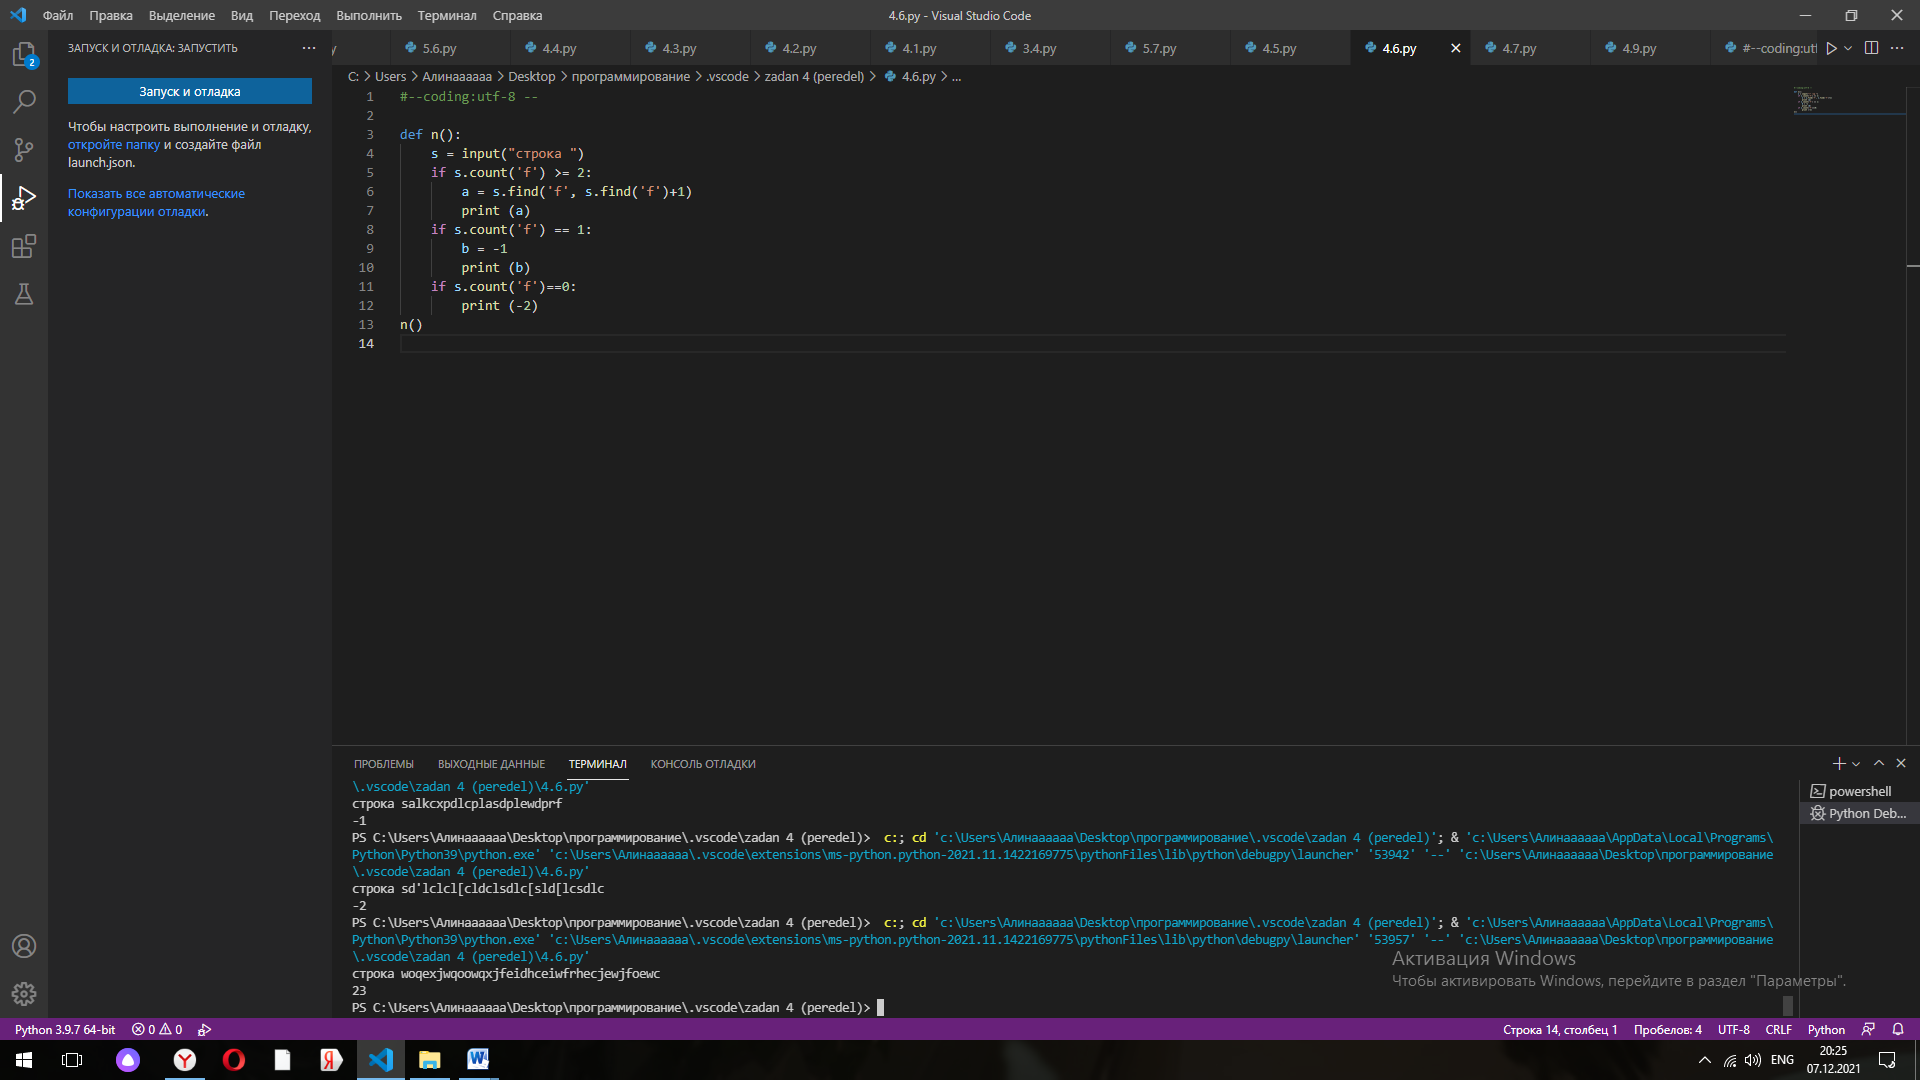 Файл Правка Выделение Вид Переход Выполнить Терминал Справка
4.6.py - Visual Studio Code
ЗАПУСК И ОТЛАДКА: ЗАПУСТИТЬ
5.6.py 4.4.py 4.3.py 4.2.py 4.1.py 3.4.py 5.7.py 4.5.py 4.6.py 4.7.py 4.9.py #--coding:utf
C: > Users > Алинаааааа > Desktop > программирование > .vscode > zadan 4 (peredel) > 4.6.py > ...
2
Запуск и отладка
Чтобы настроить выполнение и отладку,
откройте папку и создайте файл
launch.json.
Показать все автоматические
конфигурации отладки.
1 #--coding:utf-8 --
2
3 def n():
4 s = input("строка ")
5 if s.count('f') >= 2:
6 a = s.find('f', s.find('f')+1)
7 print (a)
8 if s.count('f') == 1:
9 b = -1
10 print (b)
11 if s.count('f')==0:
12 print (-2)
13 n()
14
ПРОБЛЕМЫ ВЫХОДНЫЕ ДАННЫЕ ТЕРМИНАЛ КОНСОЛЬ ОТЛАДКИ
\.vscode\zadan 4 (peredel)\4.6.py'
строка salkcxpdlcplasdplewdprf
-1
PS C:\Users\Алинаааааа\Desktop\программирование\.vscode\zadan 4 (peredel)> c:; cd 'c:\Users\Алинаааааа\Desktop\программирование\.vscode\zadan 4 (peredel)'; & 'c:\Users\Алинаааааа\AppData\Local\Programs\
Python\Python39\python.exe' 'c:\Users\Алинаааааа\.vscode\extensions\ms-python.python-2021.11.1422169775\pythonFiles\lib\python\debugpy\launcher' '53942' '--' 'c:\Users\Алинаааааа\Desktop\программирование
\.vscode\zadan 4 (peredel)\4.6.py'
строка sd'lclcl[cldclsdlc[sld[lcsdlc
-2
PS C:\Users\Алинаааааа\Desktop\программирование\.vscode\zadan 4 (peredel)> c:; cd 'c:\Users\Алинаааааа\Desktop\программирование\.vscode\zadan 4 (peredel)'; & 'c:\Users\Алинаааааа\AppData\Local\Programs\
Python\Python39\python.exe' 'c:\Users\Алинаааааа\.vscode\extensions\ms-python.python-2021.11.1422169775\pythonFiles\lib\python\debugpy\launcher' '53957' '--' 'c:\Users\Алинаааааа\Desktop\программирование
\.vscode\zadan 4 (peredel)\4.6.py'
строка woqexjwqoowqxjfeidhceiwfrhecjewjfoewc
23
PS C:\Users\Алинаааааа\Desktop\программирование\.vscode\zadan 4 (peredel)>
powershell
Python Deb...
Активация Windows
Чтобы активировать Windows, перейдите в раздел "Параметры".
Python 3.9.7 64-bit 0 0
Строка 14, столбец 1 Пробелов: 4 UTF-8 CRLF Python
ENG
20:25
07.12.2021